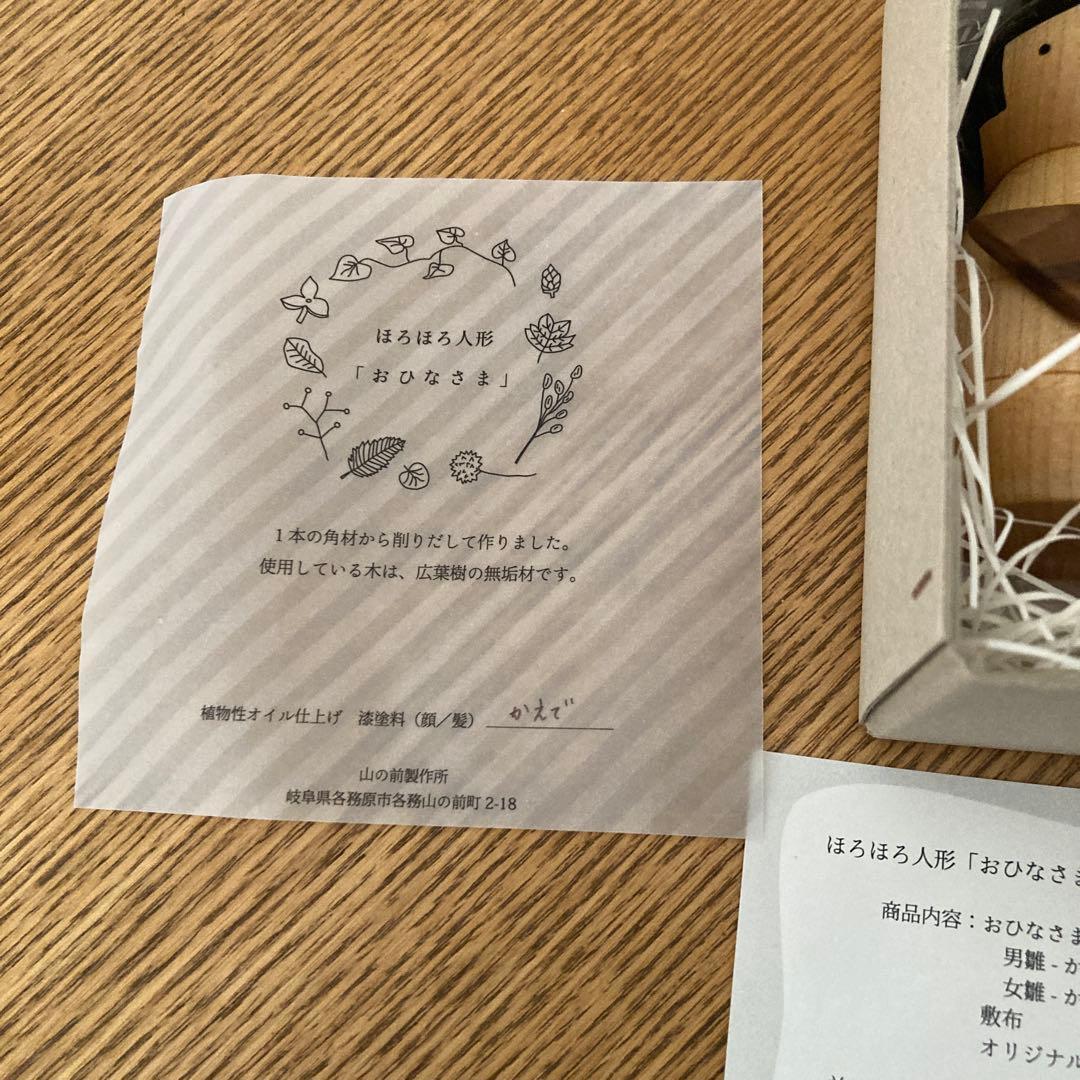 ほろほろ人形
「おひなさま」
1本の角材から削りだして作りました。
使用している木は、広葉樹の無垢材です。
植物性オイル仕上げ 漆塗料（顔／髪） かえで
山の前製作所
岐阜県各務原市各務山の前町 2-18
ほろほろ人形「おひなさま
商品内容：おひなさま
男雛 - か
女雛 - か
敷布
オリジナル